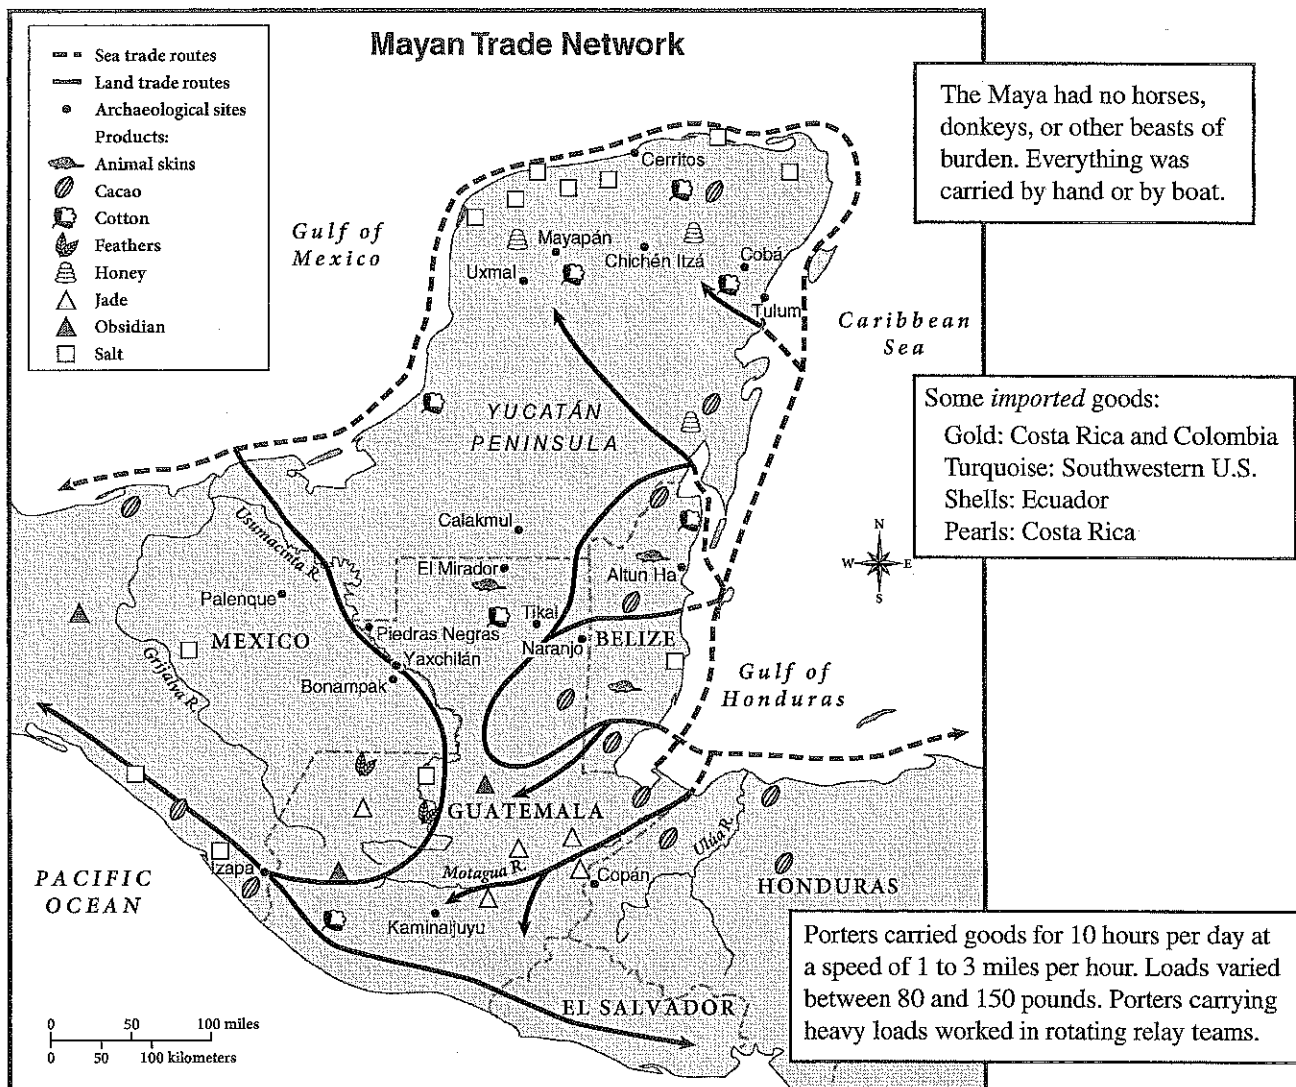 Mayan Trade Network
Sea trade routes
Land trade routes
Archaeological sites
Products:
Animal skins
Cacao
Cotton
Feathers
Honey
Jade
Obsidian
Salt
The Maya had no horses,
donkeys, or other beasts of
burden. Everything was
carried by hand or by boat.
Cerritos
Gulf of
Mexico
Mayapán
Chichén Itzá
Cobá
Uxmal
Tulum
Caribbean
Sea
Some imported goods:
Gold: Costa Rica and Colombia
Turquoise: Southwestern U.S.
Shells: Ecuador
Pearls: Costa Rica
YUCATÁN
PENINSULA
Usumacinta R.
Calakmul
El Mirador
Altun Ha
N
W
E
S
Palenque
Tikal
MEXICO
Piedras Negras
Naranjo
BELIZE
Yaxchilán
Bonampak
Grijalva R.
Gulf of
Honduras
GUATEMALA
Ulúa R.
Izapa
Motagua R.
Copán
HONDURAS
PACIFIC
OCEAN
Kaminaljuyu
Porters carried goods for 10 hours per day at
a speed of 1 to 3 miles per hour. Loads varied
between 80 and 150 pounds. Porters carrying
heavy loads worked in rotating relay teams.
EL SALVADOR
0 50 100 miles
0 50 100 kilometers